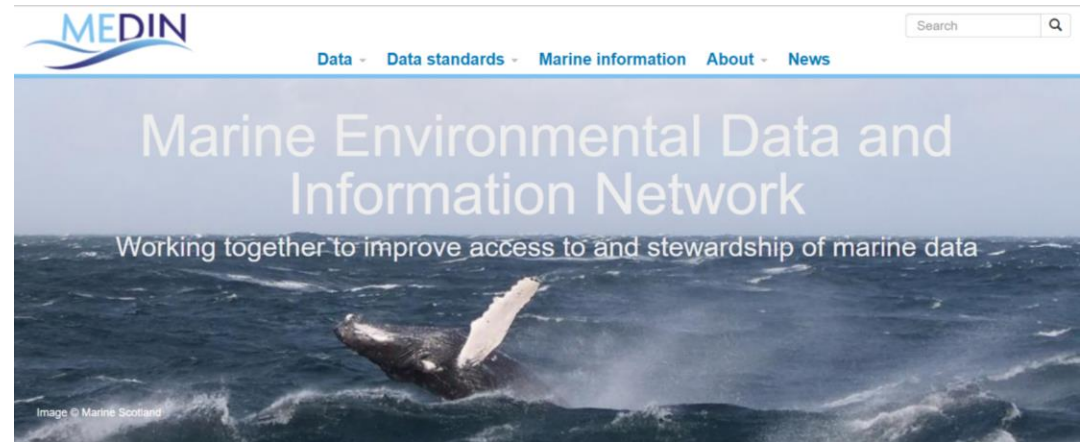 MEDIN
Search
Data Data standards Marine information About News
Marine Environmental Data and
Information Network
Working together to improve access to and stewardship of marine data
Image © Marine Scotland